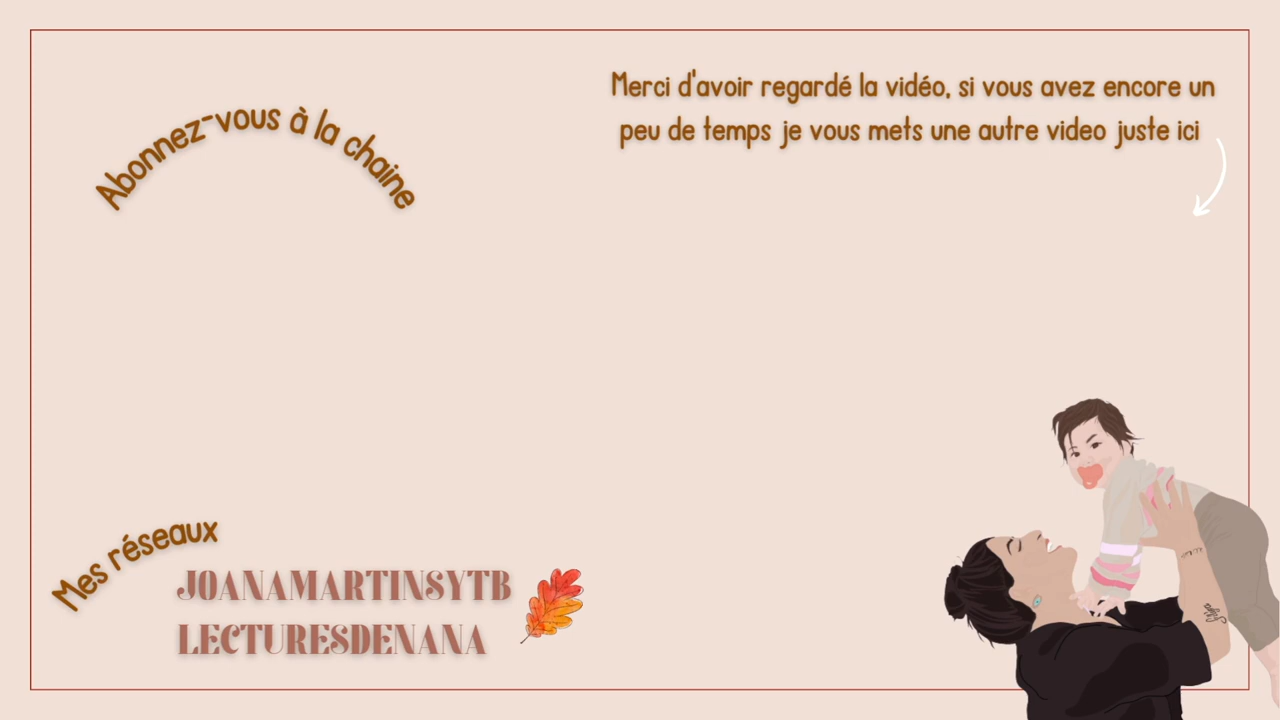 Abonnez-vous à la chaine
Merci d'avoir regardé la vidéo, si vous avez encore un
peu de temps je vous mets une autre video juste ici
Mes réseaux
JOANAMARTINSYTB
LECTURESDENANA